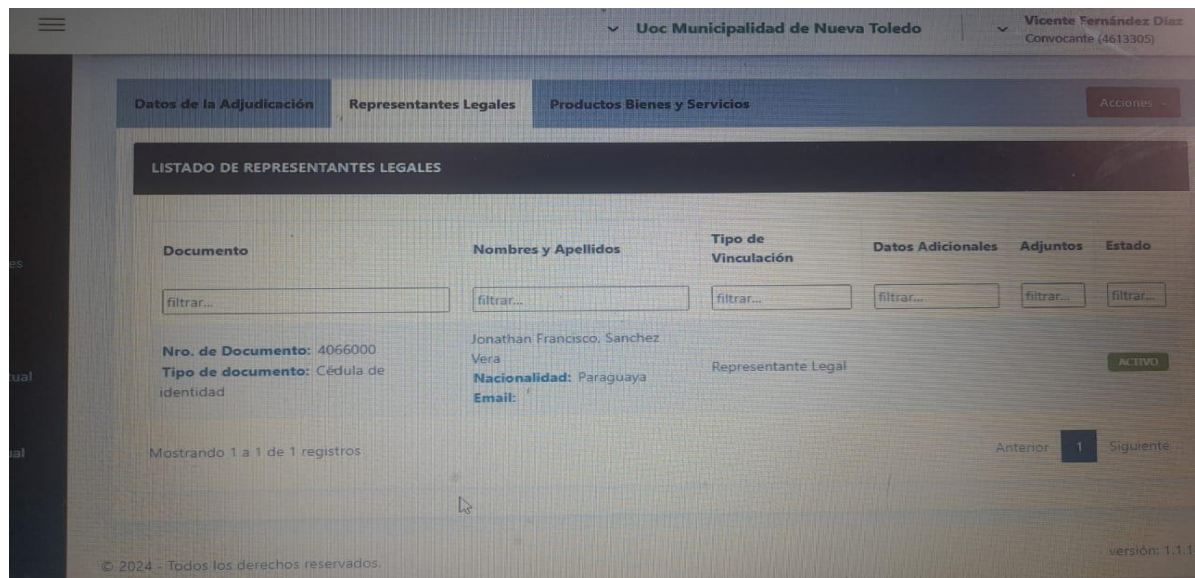 Uoc Municipalidad de Nueva Toledo
Vicente Fernández Díaz
Convocante (4613305)
Datos de la Adjudicación
Representantes Legales
Productos Bienes y Servicios
Acciones
LISTADO DE REPRESENTANTES LEGALES
Documento
Nombres y Apellidos
Tipo de
Vinculación
Datos Adicionales
Adjuntos
Estado
filtrar...
filtrar...
filtrar...
filtrar...
filtrar...
filtrar...
Nro. de Documento: 4066000
Tipo de documento: Cédula de
identidad
Jonathan Francisco, Sanchez
Vera
Nacionalidad: Paraguaya
Email:
Representante Legal
ACTIVO
es
tual
ual
Mostrando 1 a 1 de 1 registros
Anterior 1 Siguiente
© 2024 - Todos los derechos reservados.
versión: 1.1.1